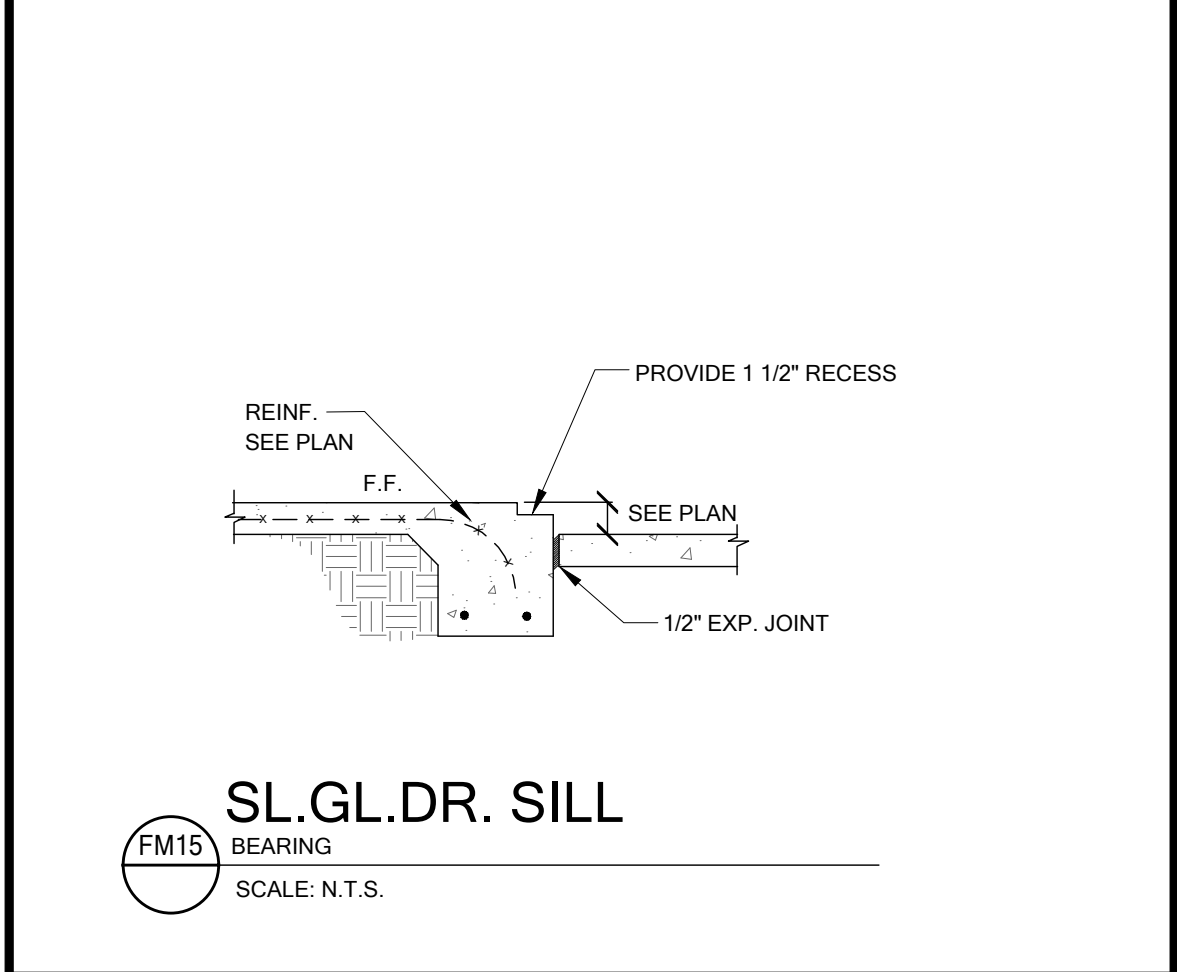 PROVIDE 1 1/2" RECESS
REINF.
SEE PLAN
F.F.
SEE PLAN
1/2" EXP. JOINT
SL.GL.DR. SILL
FM15
BEARING
SCALE: N.T.S.